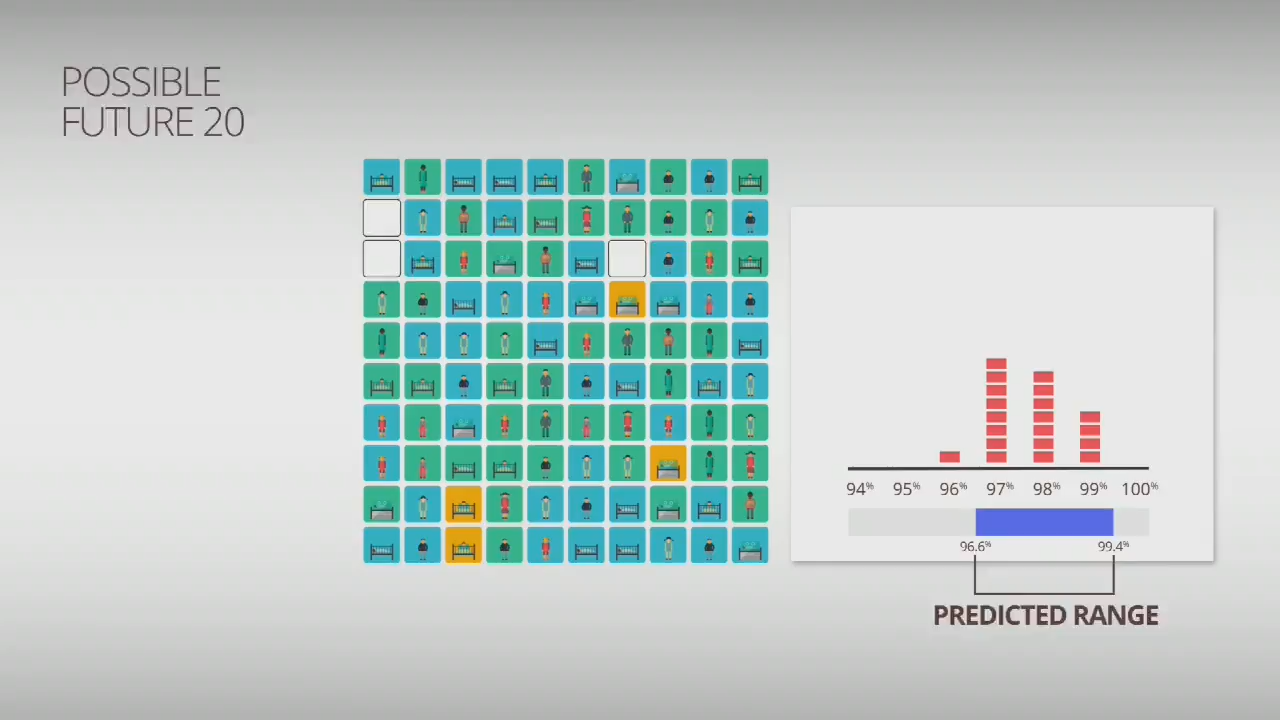 POSSIBLE
FUTURE 20
94% 95% 96% 97% 98% 99% 100%
96.6% 99.4%
PREDICTED RANGE